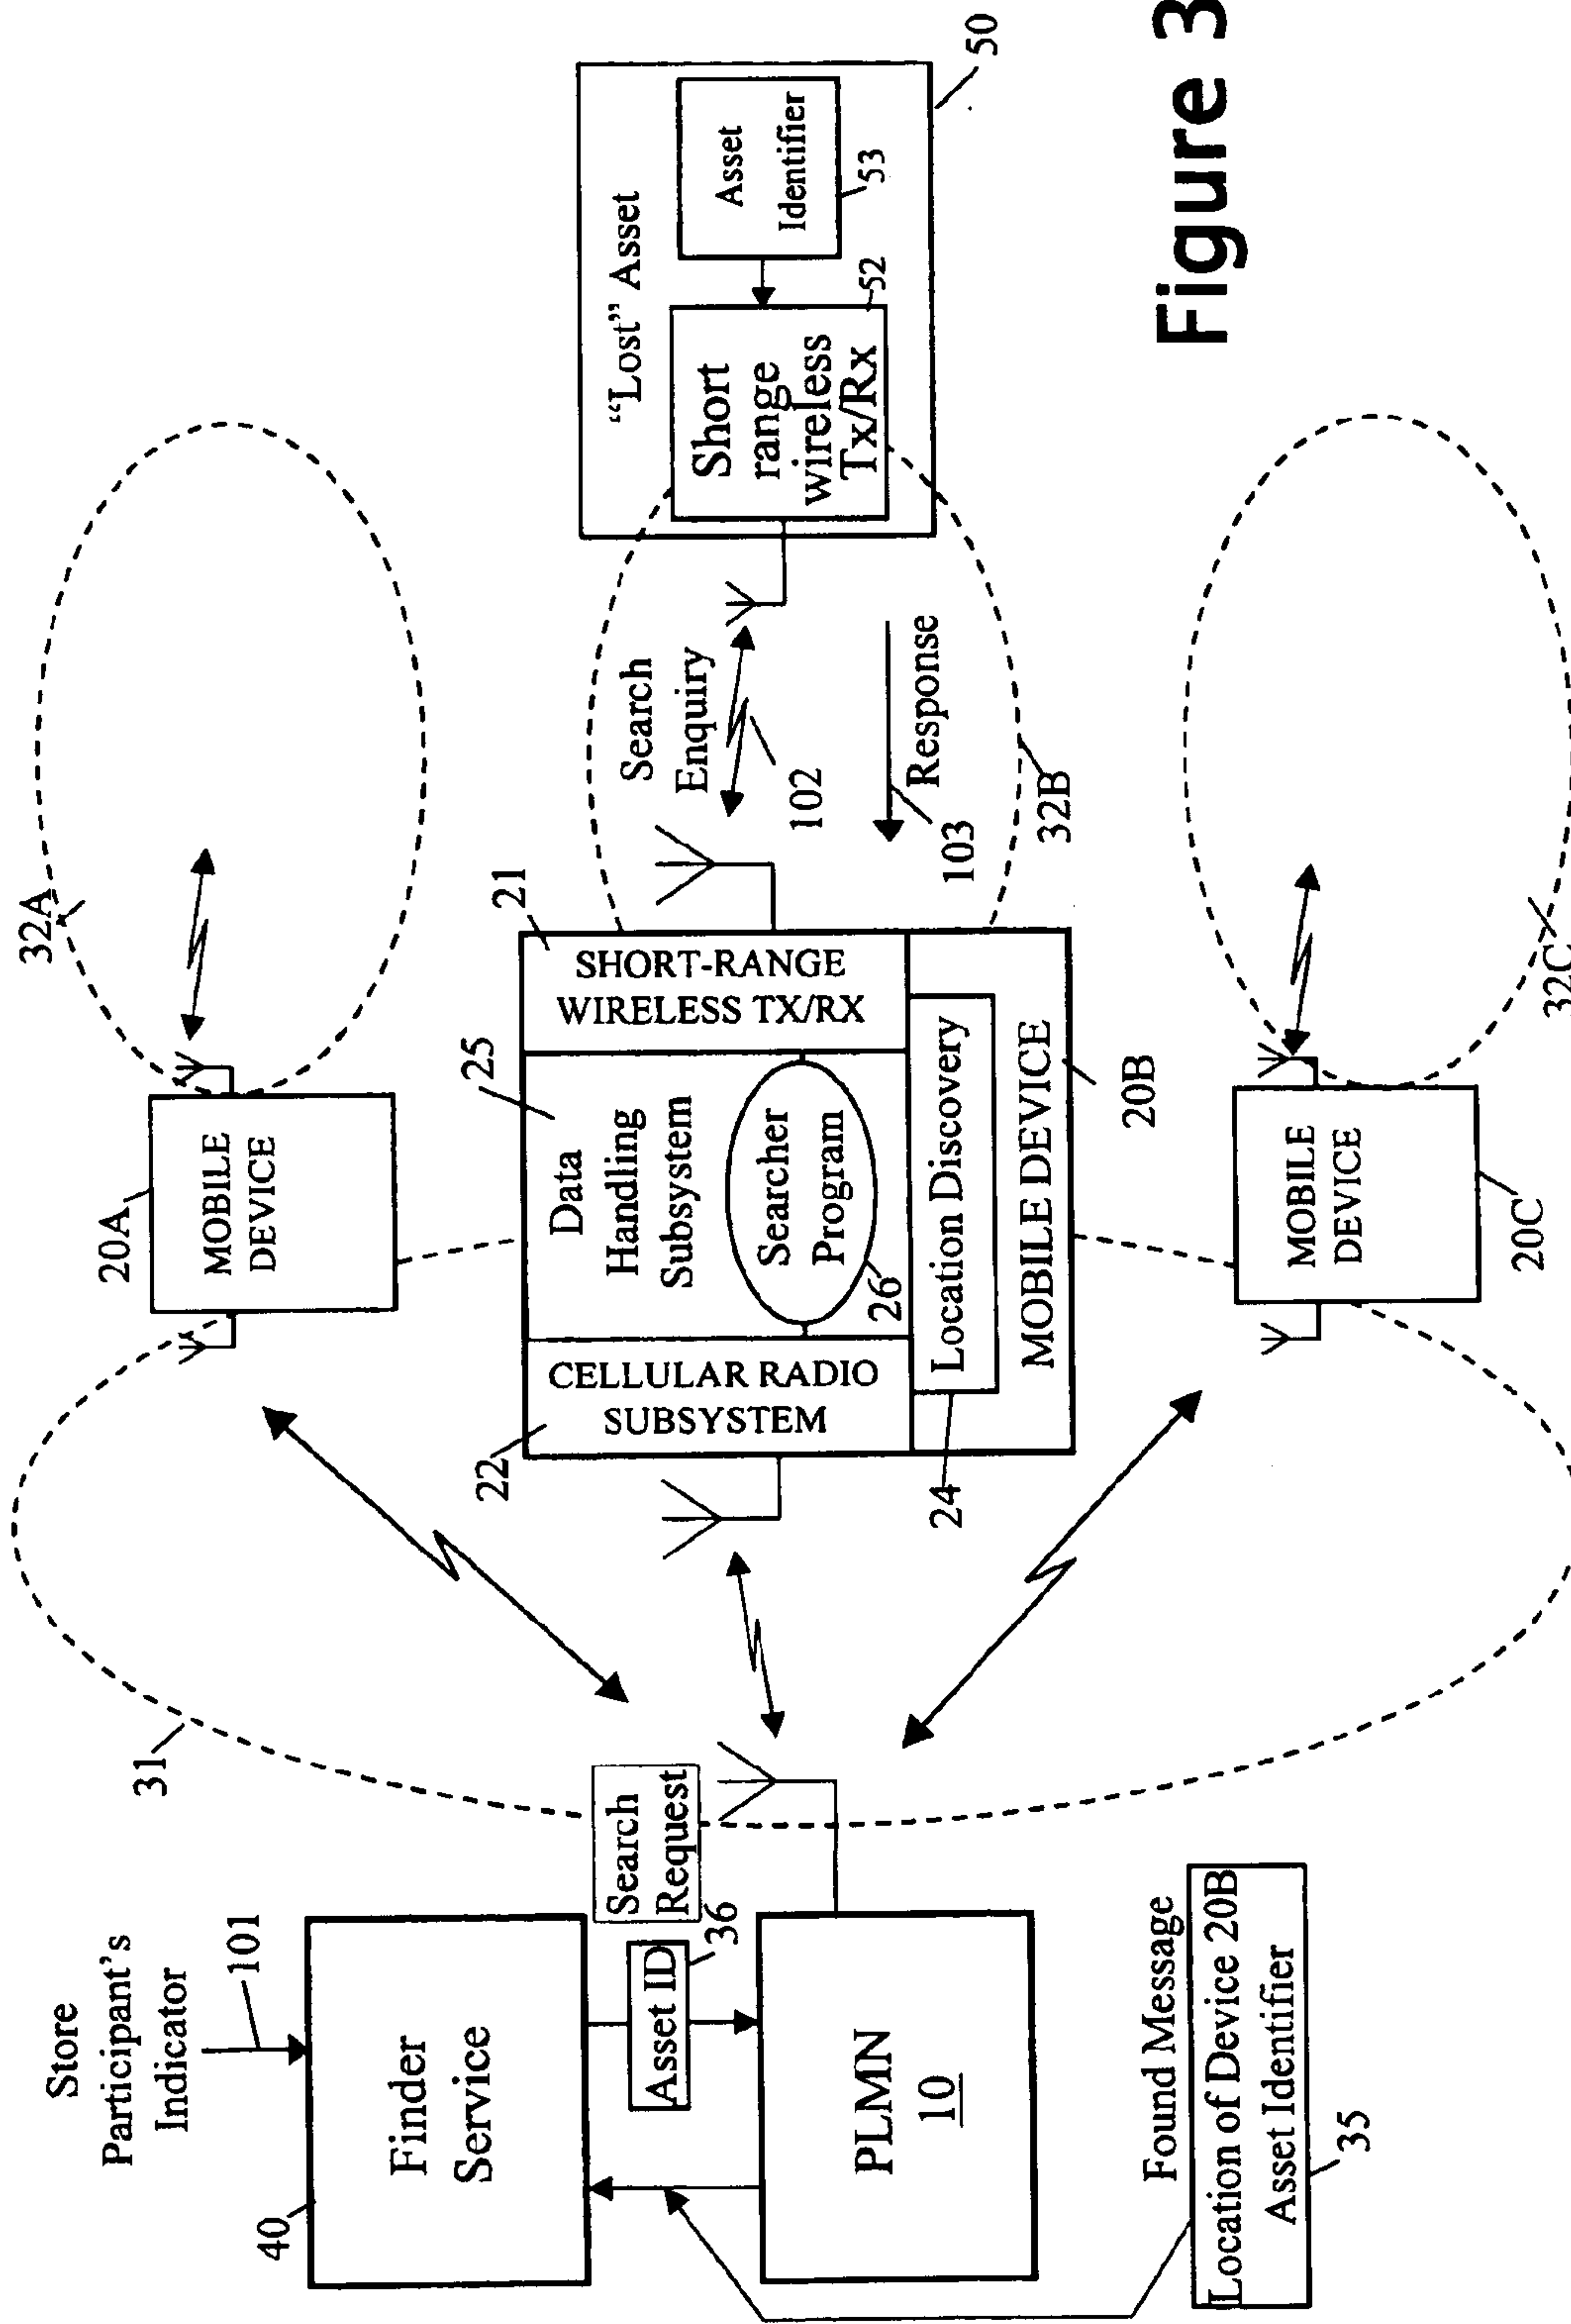 Store
Participant's
Indicator
101
40
Finder
Service
Asset ID
36
Search
Request
PLMN
10
Found Message
Location of Device 20B
Asset Identifier
35
31
20A
MOBILE
DEVICE
32A
22
CELLULAR RADIO
SUBSYSTEM
25
Data
Handling
Subsystem
Searcher
Program
26
21
SHORT-RANGE
WIRELESS TX/RX
24
Location Discovery
MOBILE DEVICE
20B
Search
Enquiry
102
103
Response
32B
"Lost" Asset
Short
range
wireless
Tx/Rx
52
Asset
Identifier
53
50
MOBILE
DEVICE
20C
32C
Figure 3